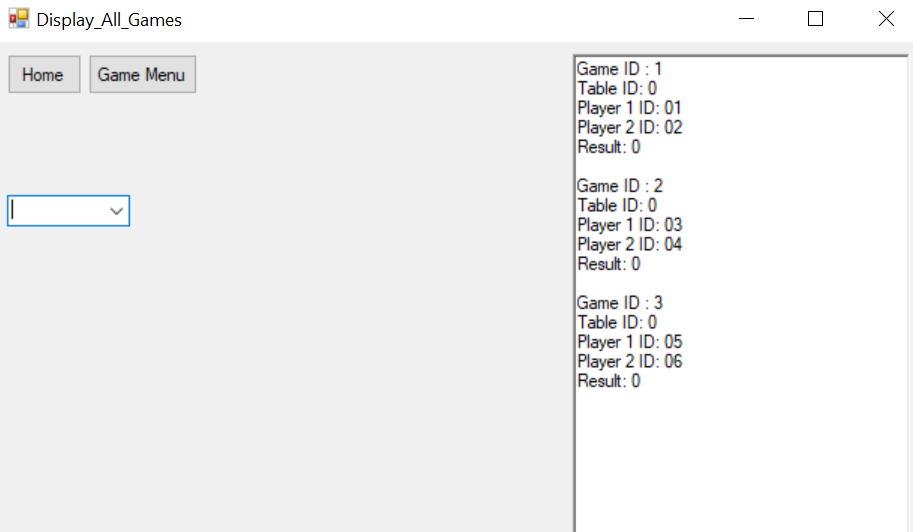 Display_All_Games
Home
Game Menu
Game ID : 1
Table ID: 0
Player 1 ID: 01
Player 2 ID: 02
Result: 0
Game ID : 2
Table ID: 0
Player 1 ID: 03
Player 2 ID: 04
Result: 0
Game ID : 3
Table ID: 0
Player 1 ID: 05
Player 2 ID: 06
Result: 0